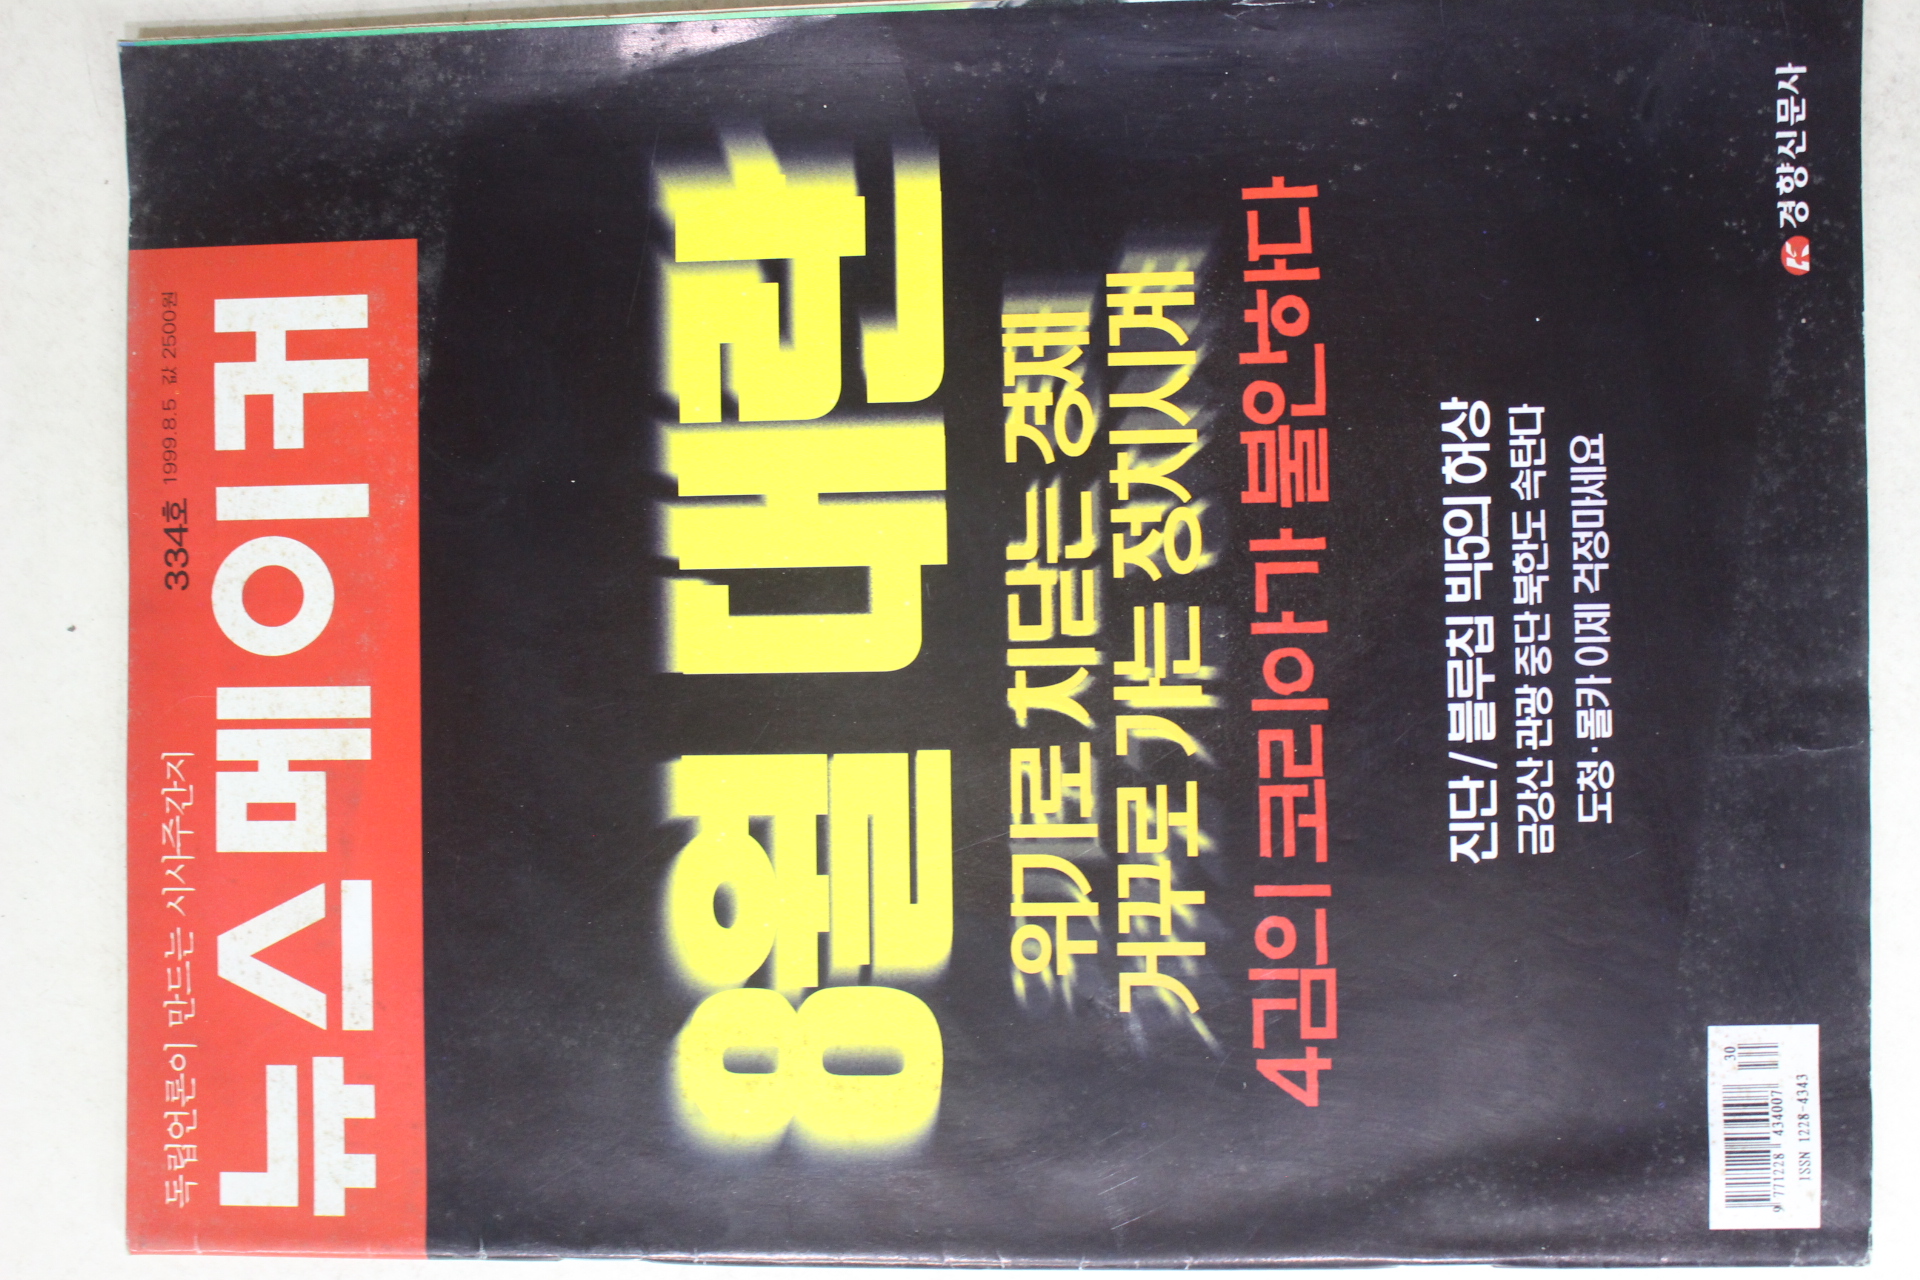 독립언론이 만드는 시사주간지
334호 1999.8.5. 값 2500원
뉴스메이커
8월 대란
위기로 치닫는 경제
거꾸로 가는 정치시계
4김의 코리아가 불안하다
진단 / 블루칩 빅5의 허상
금강산 관광 중단 북한도 속탄다
도청·몰카 이제 걱정마세요
30
9 771228 434007
ISSN 1228-4343
K 경향신문사